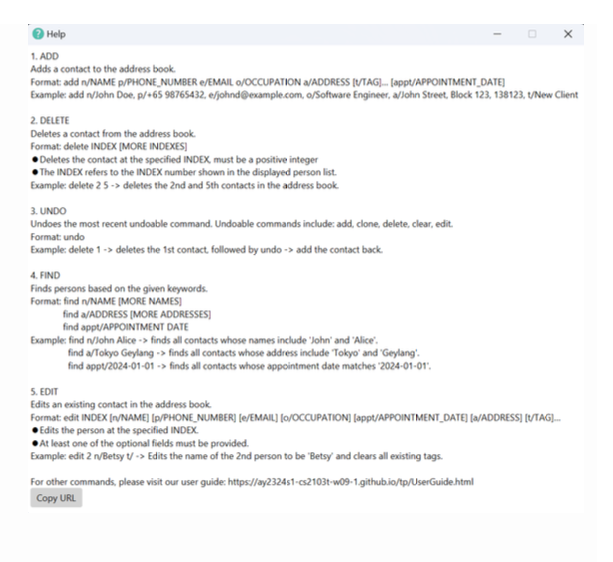 Help
1. ADD
Adds a contact to the address book.
Format: add n/NAME p/PHONE_NUMBER e/EMAIL o/OCCUPATION a/ADDRESS [t/TAG]... [appt/APPOINTMENT_DATE]
Example: add n/John Doe, p/+65 98765432, e/johnd@example.com, o/Software Engineer, a/John Street, Block 123, 138123, t/New Client
2. DELETE
Deletes a contact from the address book.
Format: delete INDEX [MORE INDEXES]
●Deletes the contact at the specified INDEX, must be a positive integer
●The INDEX refers to the INDEX number shown in the displayed person list.
Example: delete 2 5 -> deletes the 2nd and 5th contacts in the address book.
3. UNDO
Undoes the most recent undoable command. Undoable commands include: add, clone, delete, clear, edit.
Format: undo
Example: delete 1 -> deletes the 1st contact, followed by undo -> add the contact back.
4. FIND
Finds persons based on the given keywords.
Format: find n/NAME [MORE NAMES]
find a/ADDRESS [MORE ADDRESSES]
find appt/APPOINTMENT DATE
Example: find n/John Alice -> finds all contacts whose names include 'John' and 'Alice'.
find a/Tokyo Geylang -> finds all contacts whose address include 'Tokyo' and 'Geylang'.
find appt/2024-01-01 -> finds all contacts whose appointment date matches '2024-01-01'.
5. EDIT
Edits an existing contact in the address book.
Format: edit INDEX [n/NAME] [p/PHONE_NUMBER] [e/EMAIL] [o/OCCUPATION] [appt/APPOINTMENT_DATE] [a/ADDRESS] [t/TAG]...
●Edits the person at the specified INDEX.
●At least one of the optional fields must be provided.
Example: edit 2 n/Betsy t/ -> Edits the name of the 2nd person to be 'Betsy' and clears all existing tags.
For other commands, please visit our user guide: https://ay2324s1-cs2103t-w09-1.github.io/tp/UserGuide.html
Copy URL